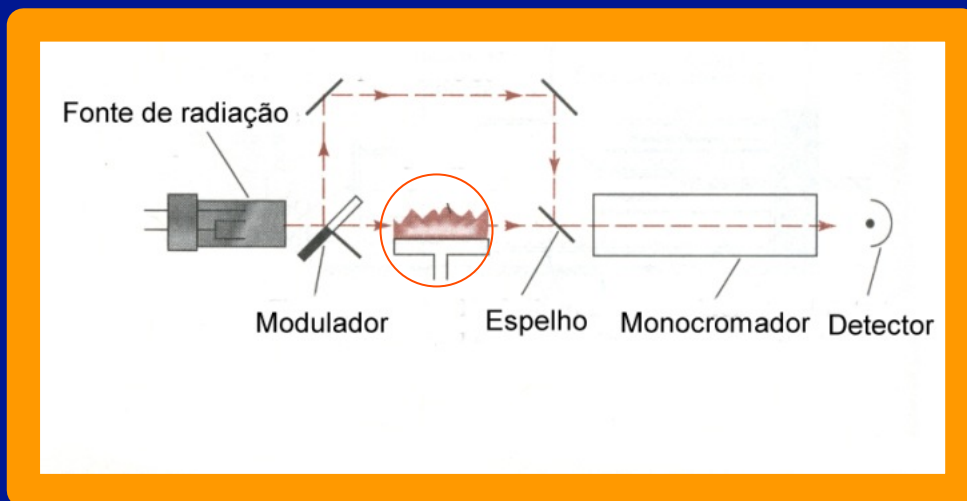 Fonte de radiação
Modulador
Espelho
Monocromador
Detector